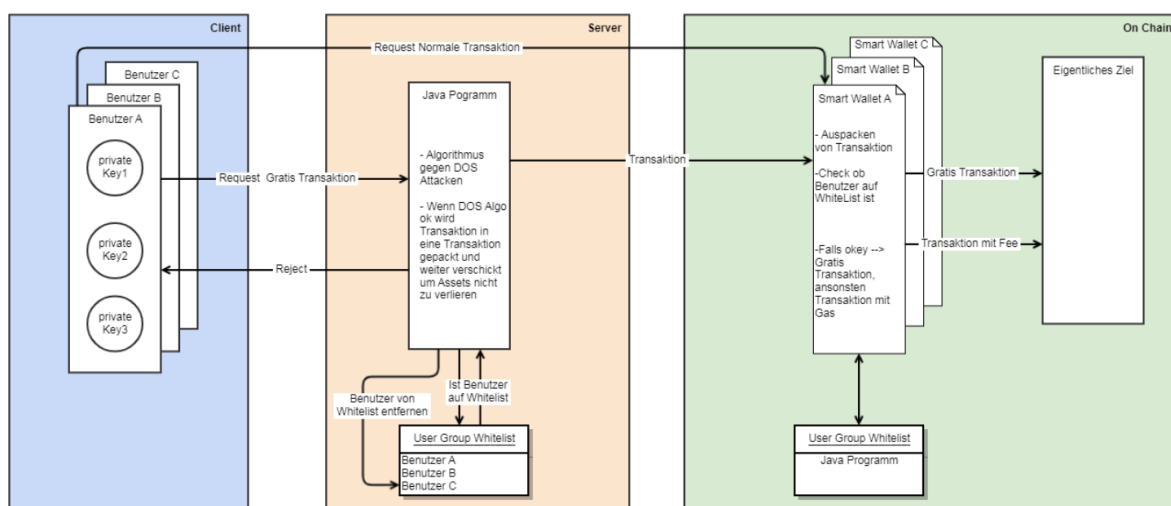 Client
Benutzer C
Benutzer B
Benutzer A
private
Key1
private
Key2
private
Key3
Request Normale Transaktion
Request Gratis Transaktion
Reject
Server
Java Pogramm
- Algorithmus
gegen DOS
Attacken
- Wenn DOS Algo
ok wird
Transaktion in
eine Transaktion
gepackt und
weiter verschickt
um Assets nicht
zu verlieren
Benutzer von
Whitelist entfernen
Ist Benutzer
auf Whitelist
User Group Whitelist
Benutzer A
Benutzer B
Benutzer C
Transaktion
On Chain
Smart Wallet C
Smart Wallet B
Smart Wallet A
- Auspacken
von Transaktion
-Check ob
Benutzer auf
WhiteList ist
-Falls okey -->
Gratis
Transaktion,
ansonsten
Transaktion mit
Gas
Gratis Transaktion
Transaktion mit Fee
Eigentliches Ziel
User Group Whitelist
Java Programm